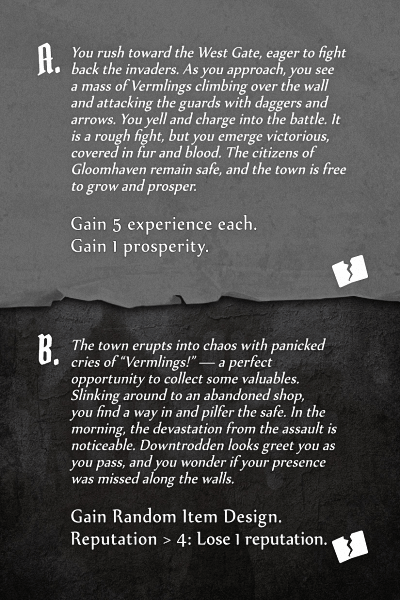 A. You rush toward the West Gate, eager to fight
back the invaders. As you approach, you see
a mass of Vermlings climbing over the wall
and attacking the guards with daggers and
arrows. You yell and charge into the battle. It
is a rough fight, but you emerge victorious,
covered in fur and blood. The citizens of
Gloomhaven remain safe, and the town is free
to grow and prosper.
Gain 5 experience each.
Gain 1 prosperity.
B. The town erupts into chaos with panicked
cries of “Vermlings!” — a perfect
opportunity to collect some valuables.
Slinking around to an abandoned shop,
you find a way in and pilfer the safe. In the
morning, the devastation from the assault is
noticeable. Downtrodden looks greet you as
you pass, and you wonder if your presence
was missed along the walls.
Gain Random Item Design.
Reputation > 4: Lose 1 reputation.